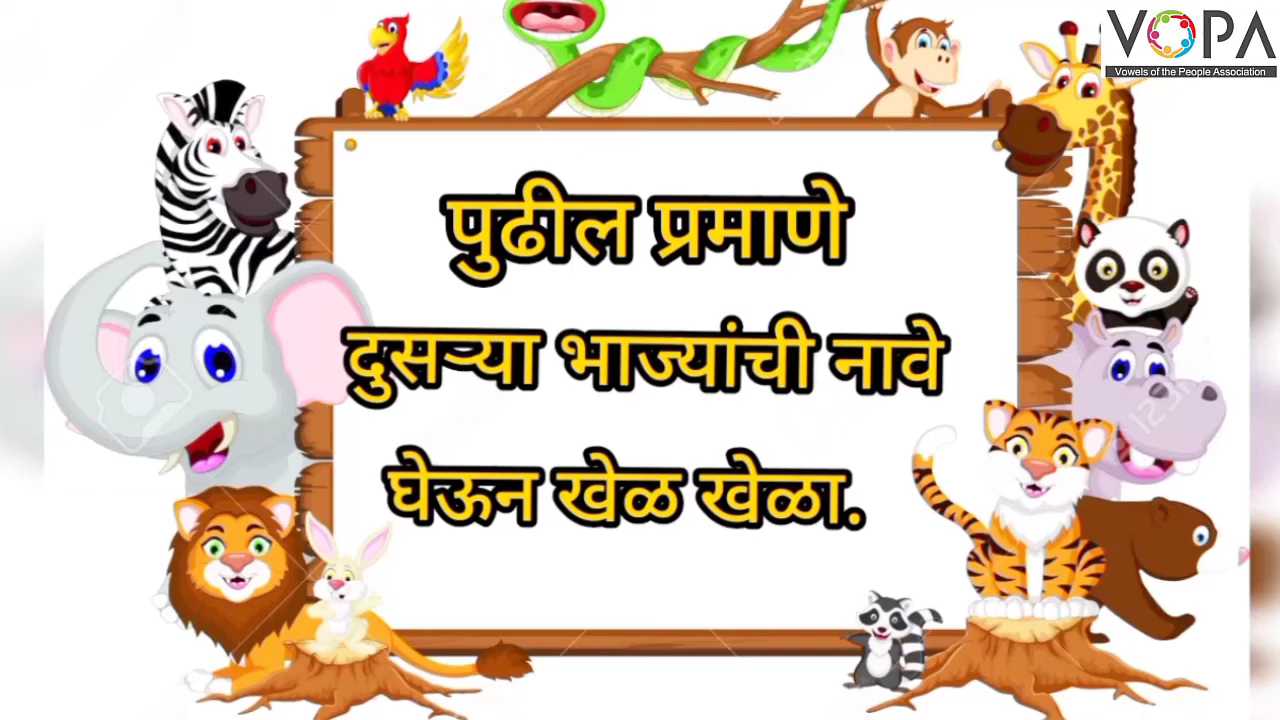 VOPA
Vowels of the People Association
पुढील प्रमाणे
दुसऱ्या भाज्यांची नावे
घेऊन खेळ खेळा.